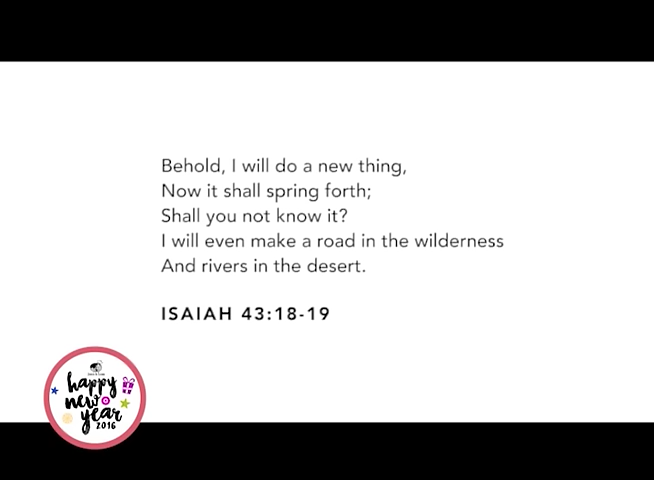 Behold, I will do a new thing,
Now it shall spring forth;
Shall you not know it?
I will even make a road in the wilderness
And rivers in the desert.
ISAIAH 43:18-19
happy
new
year
2016